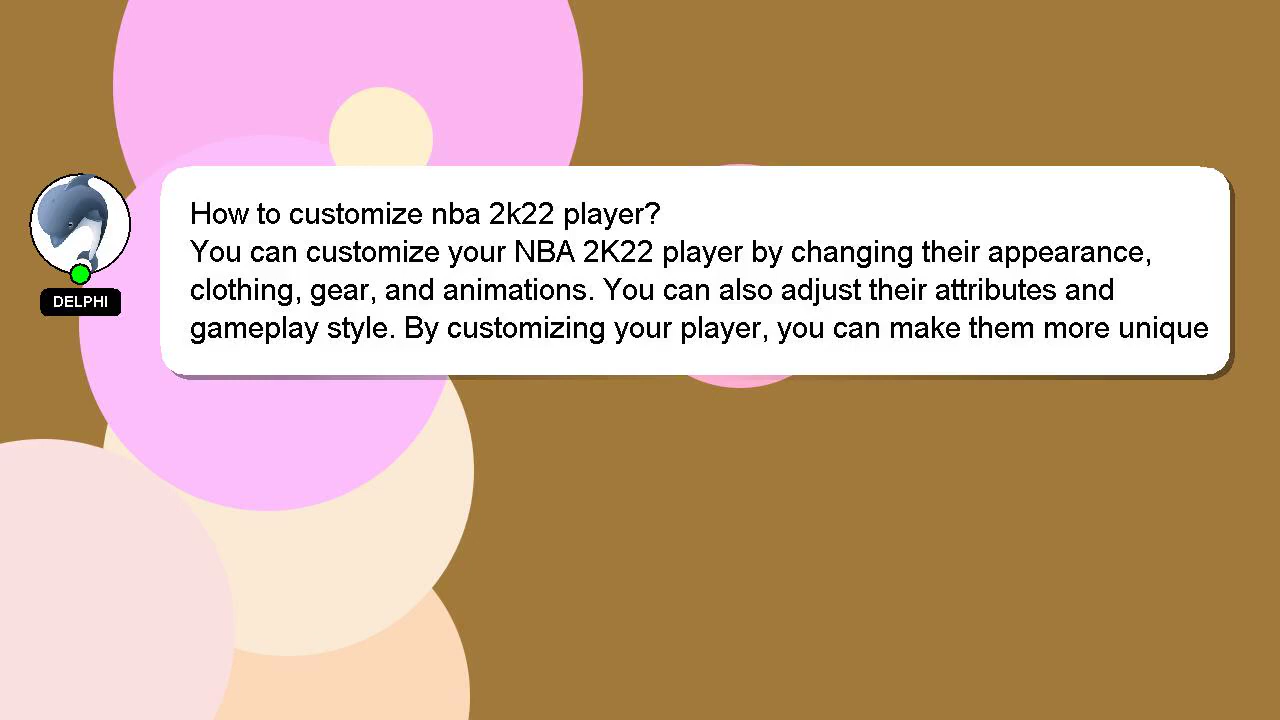 How to customize nba 2k22 player?
You can customize your NBA 2K22 player by changing their appearance,
clothing, gear, and animations. You can also adjust their attributes and
gameplay style. By customizing your player, you can make them more unique
DELPHI